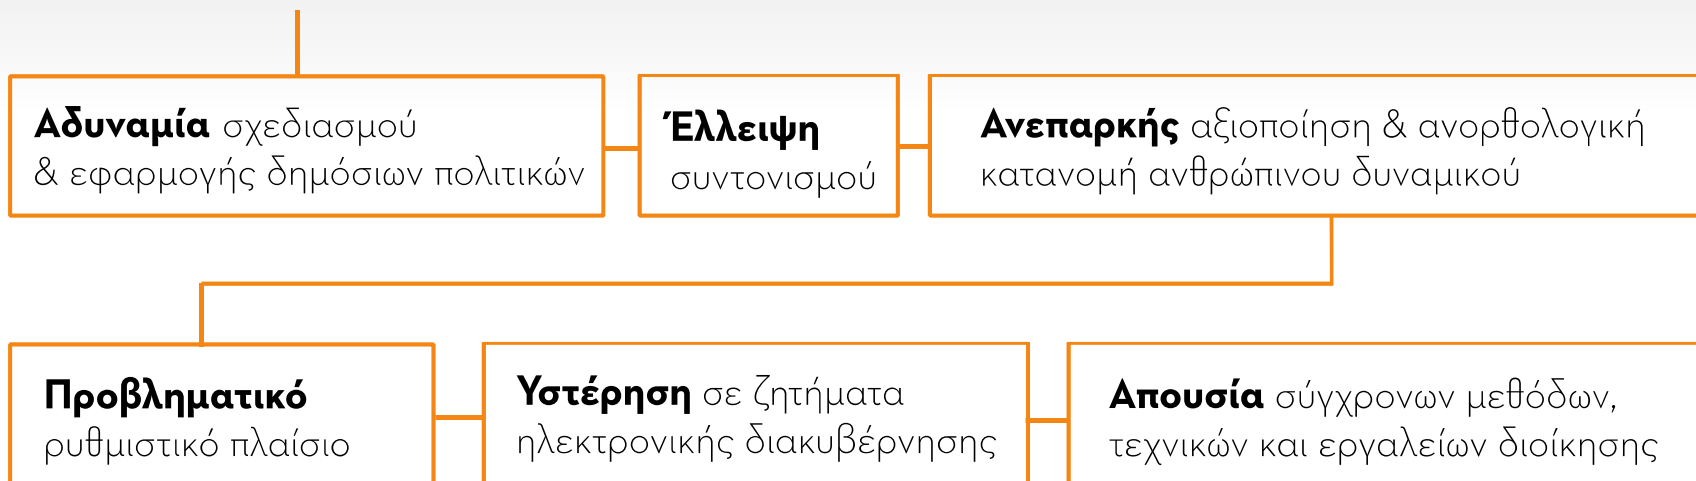 Αδυναμία σχεδιασμού
& εφαρμογής δημόσιων πολιτικών
Έλλειψη
συντονισμού
Ανεπαρκής αξιοποίηση & ανορθολογική
κατανομή ανθρώπινου δυναμικού
Προβληματικό
ρυθμιστικό πλαίσιο
Υστέρηση σε ζητήματα
ηλεκτρονικής διακυβέρνησης
Απουσία σύγχρονων μεθόδων,
τεχνικών και εργαλείων διοίκησης